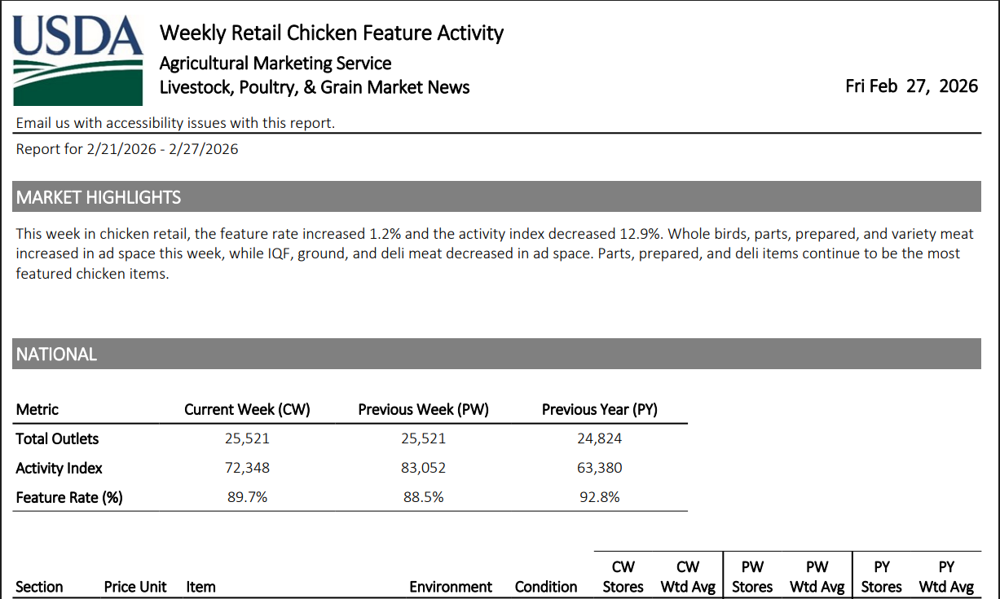 USDA
Weekly Retail Chicken Feature Activity
Agricultural Marketing Service
Livestock, Poultry, & Grain Market News
Fri Feb 27, 2026
Email us with accessibility issues with this report.
Report for 2/21/2026 - 2/27/2026
MARKET HIGHLIGHTS
This week in chicken retail, the feature rate increased 1.2% and the activity index decreased 12.9%. Whole birds, parts, prepared, and variety meat
increased in ad space this week, while IQF, ground, and deli meat decreased in ad space. Parts, prepared, and deli items continue to be the most
featured chicken items.
NATIONAL
Metric Current Week (CW) Previous Week (PW) Previous Year (PY)
Total Outlets 25,521 25,521 24,824
Activity Index 72,348 83,052 63,380
Feature Rate (%) 89.7% 88.5% 92.8%
CW CW PW PW PY PY
Section Price Unit Item Environment Condition Stores Wtd Avg Stores Wtd Avg Stores Wtd Avg